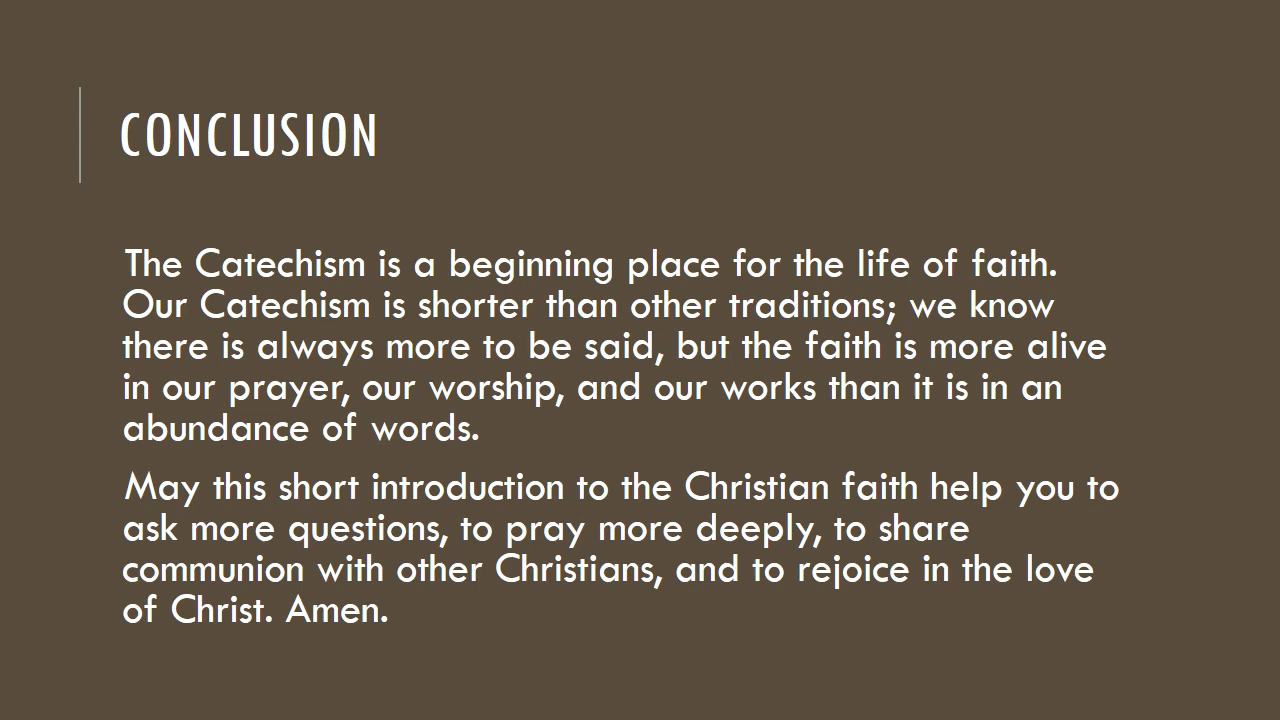 CONCLUSION
The Catechism is a beginning place for the life of faith.
Our Catechism is shorter than other traditions; we know
there is always more to be said, but the faith is more alive
in our prayer, our worship, and our works than it is in an
abundance of words.
May this short introduction to the Christian faith help you to
ask more questions, to pray more deeply, to share
communion with other Christians, and to rejoice in the love
of Christ. Amen.